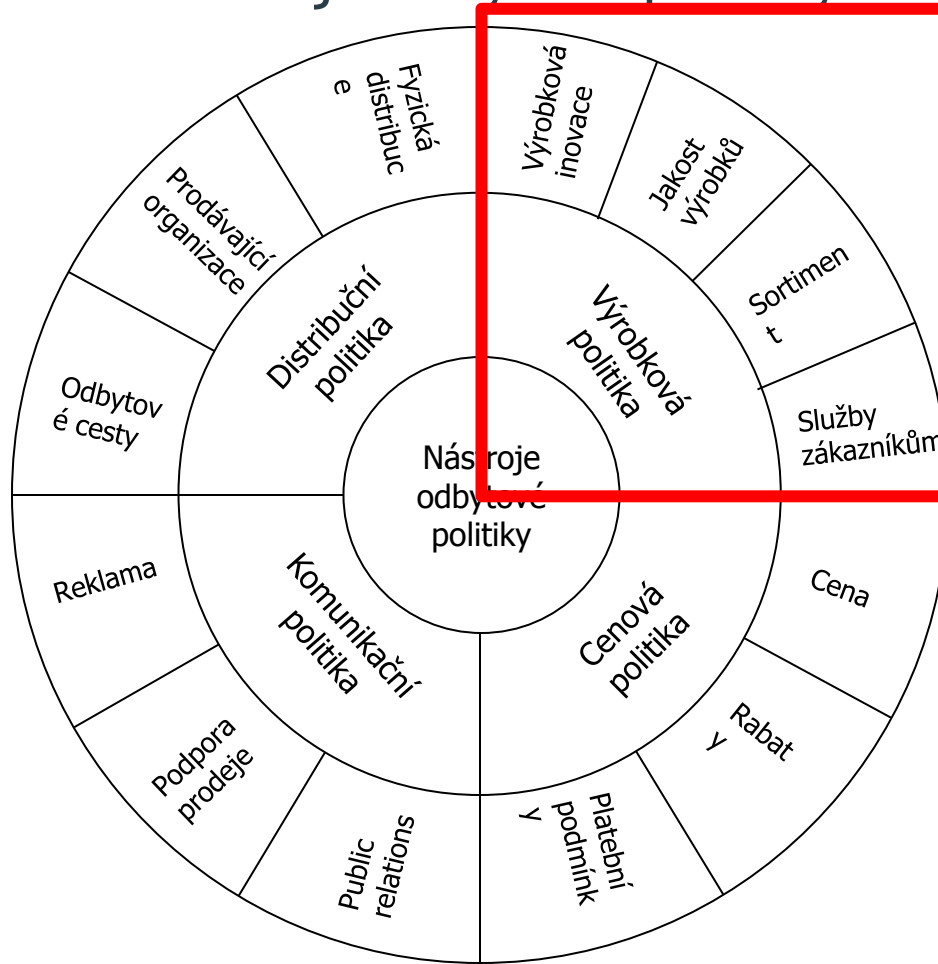 Fyzická
distribuc
e
Výrobková
inovace
Jakost
výrobků
Sortimen
t
Služby
zákazníkům
Prodávající
organizace
Odbytov
é cesty
Distribuční
politika
Výrobková
politika
Nástroje
odbytové
politiky
Komunikační
politika
Cenová
politika
Reklama
Podpora
prodeje
Public
relations
Platební
podmínk
y
Rabat
y
Cena